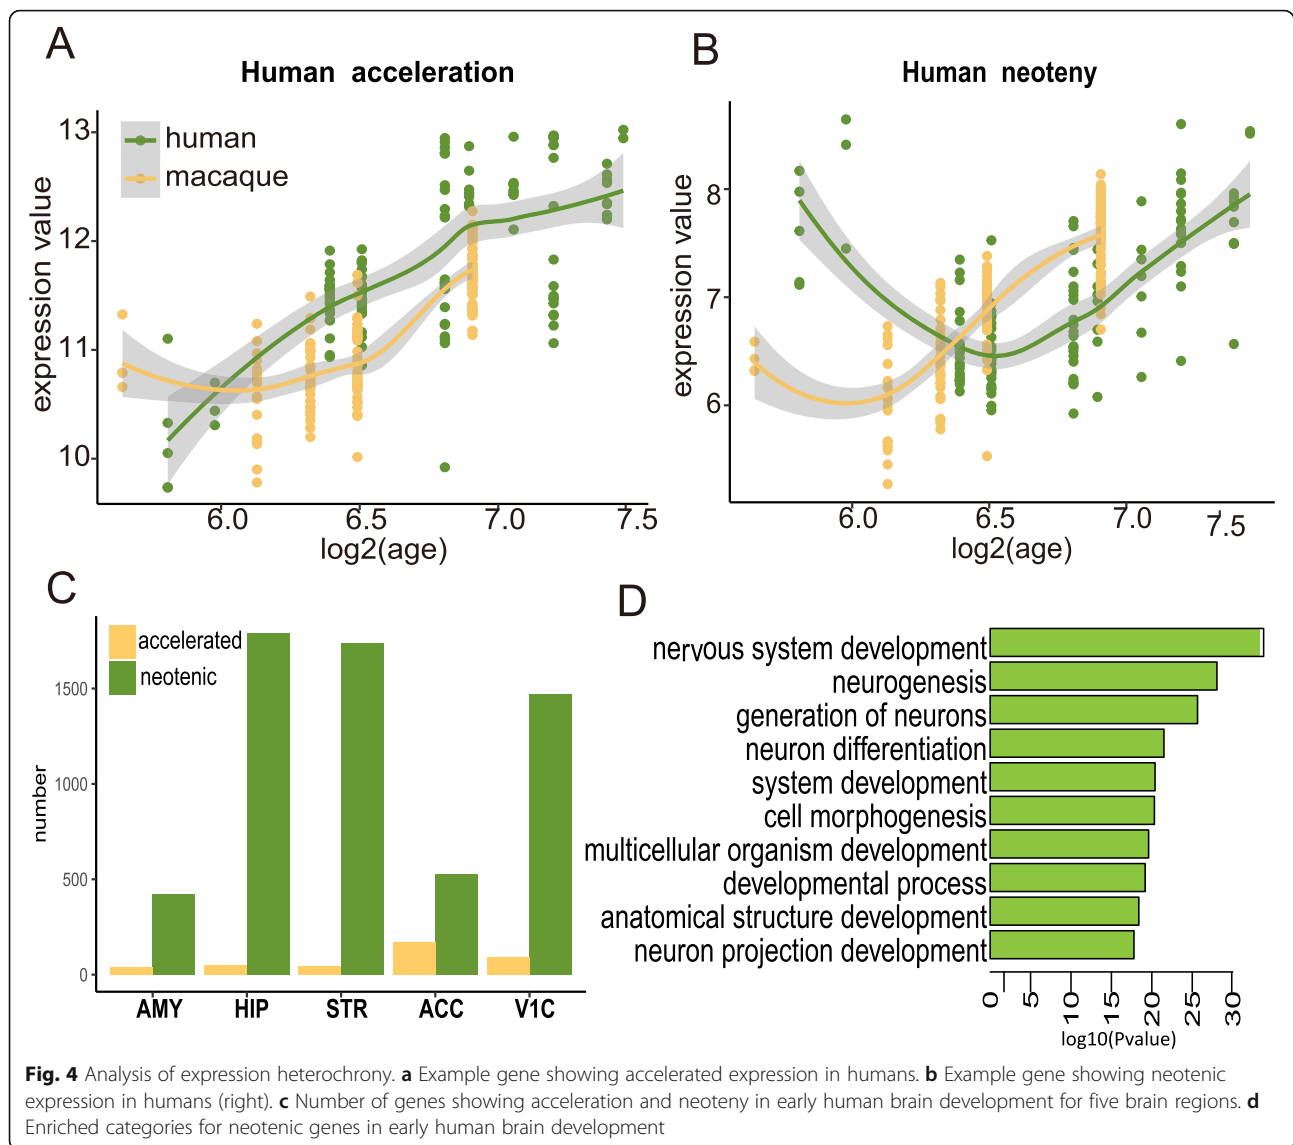 A
Human acceleration
human
macaque
13
12
11
10
expression value
6.0
6.5
7.0
7.5
log2(age)
B
Human neoteny
8
7
6
expression value
6.0
6.5
7.0
7.5
log2(age)
C
accelerated
neotenic
1500
1000
500
0
number
AMY
HIP
STR
ACC
V1C
D
nervous system development
neurogenesis
generation of neurons
neuron differentiation
system development
cell morphogenesis
multicellular organism development
developmental process
anatomical structure development
neuron projection development
0
5
10
15
20
25
30
log10(Pvalue)
Fig. 4 Analysis of expression heterochrony. a Example gene showing accelerated expression in humans. b Example gene showing neotenic
expression in humans (right). c Number of genes showing acceleration and neoteny in early human brain development for five brain regions. d
Enriched categories for neotenic genes in early human brain development